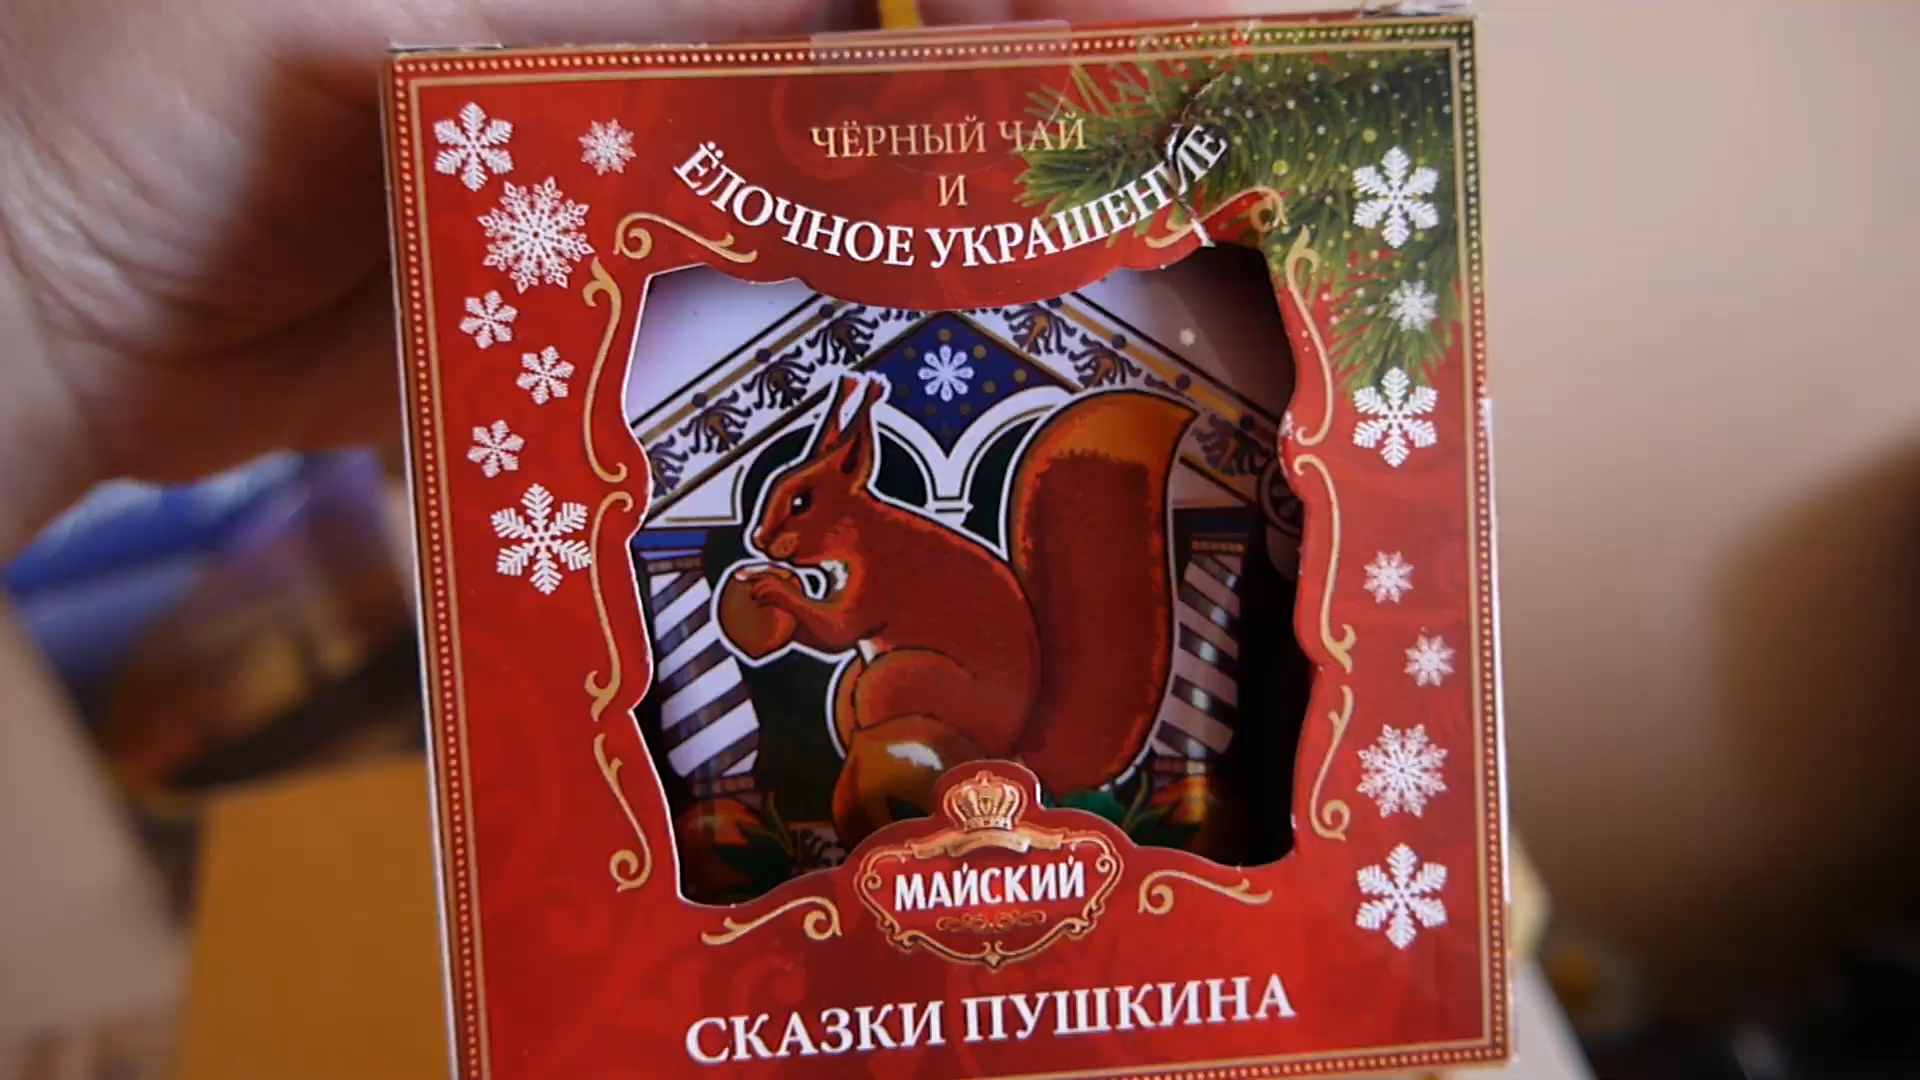 ЧЁРНЫЙ ЧАЙ
И
ЁЛОЧНОЕ УКРАШЕНИЕ
МАЙСКИЙ
СКАЗКИ ПУШКИНА